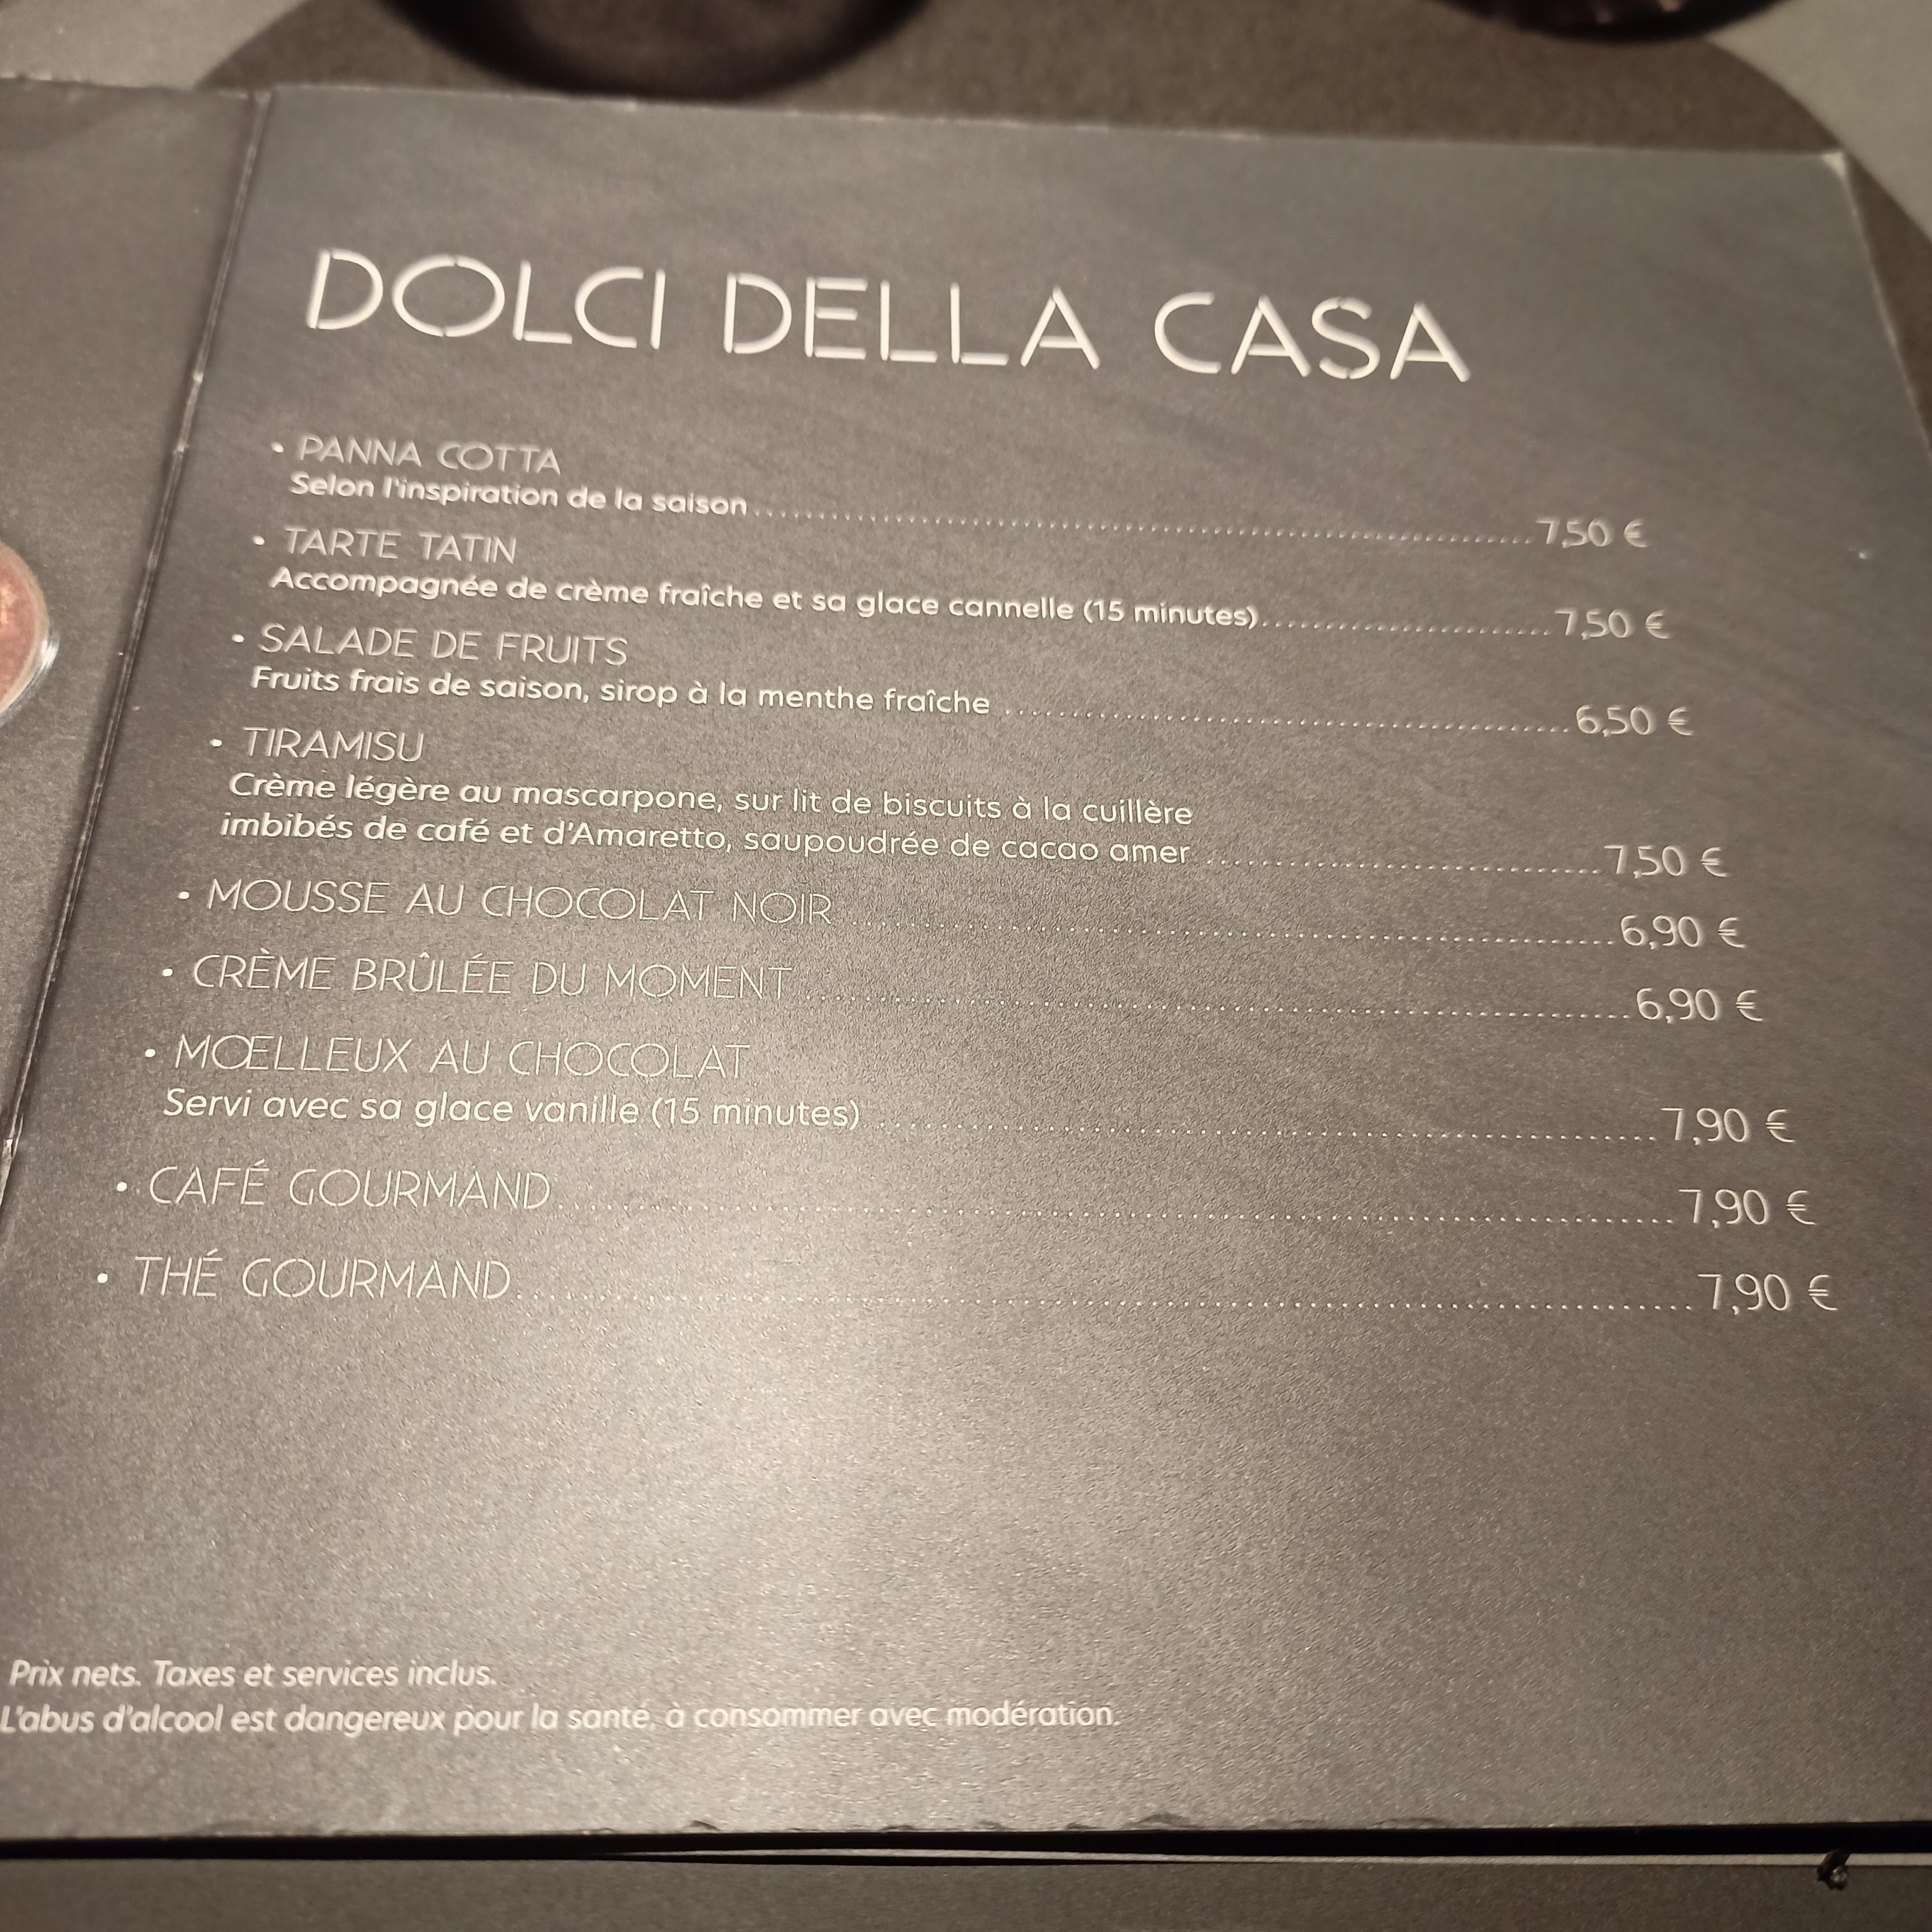 DOLCI DELLA CASA
• PANNA COTTA
Selon l'inspiration de la saison 7,50 €
• TARTE TATIN
Accompagnée de crème fraîche et sa glace cannelle (15 minutes) 7,50 €
• SALADE DE FRUITS
Fruits frais de saison, sirop à la menthe fraîche 6,50 €
• TIRAMISU
Crème légère au mascarpone, sur lit de biscuits à la cuillère
imbibés de café et d'Amaretto, saupoudrée de cacao amer 7,50 €
• MOUSSE AU CHOCOLAT NOIR 6,90 €
• CRÈME BRÛLÉE DU MOMENT 6,90 €
• MŒLLEUX AU CHOCOLAT
Servi avec sa glace vanille (15 minutes) 7,90 €
• CAFÉ GOURMAND 7,90 €
• THÉ GOURMAND 7,90 €
Prix nets. Taxes et services inclus.
L'abus d'alcool est dangereux pour la santé, à consommer avec modération.